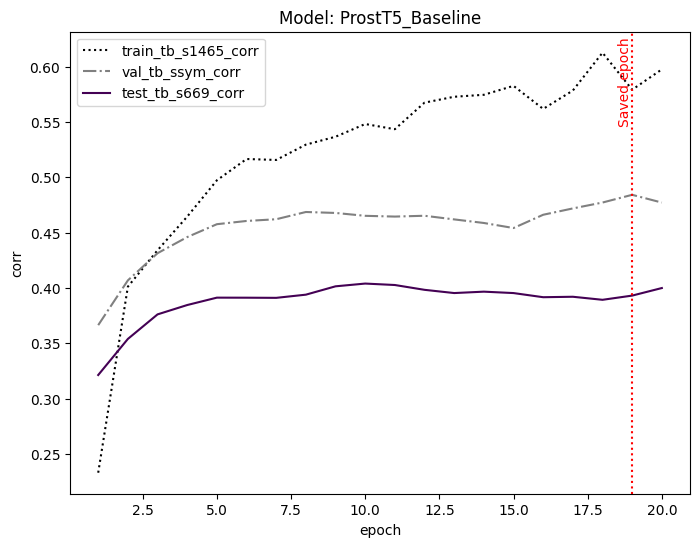 Model: ProstT5_Baseline
train_tb_s1465_corr
val_tb_ssym_corr
test_tb_s669_corr
Saved epoch
corr
0.60
0.55
0.50
0.45
0.40
0.35
0.30
0.25
2.5 5.0 7.5 10.0 12.5 15.0 17.5 20.0
epoch